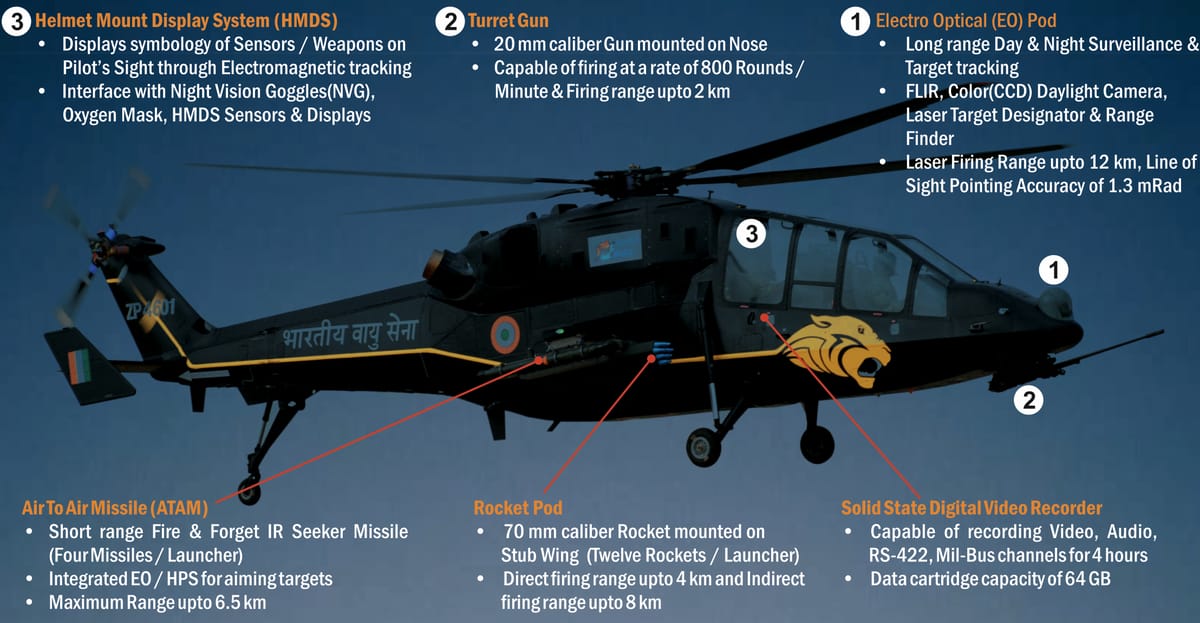 3 Helmet Mount Display System (HMDS)
• Displays symbology of Sensors / Weapons on
Pilot's Sight through Electromagnetic tracking
• Interface with Night Vision Goggles(NVG),
Oxygen Mask, HMDS Sensors & Displays
2 Turret Gun
• 20 mm caliber Gun mounted on Nose
• Capable of firing at a rate of 800 Rounds /
Minute & Firing range upto 2 km
1 Electro Optical (EO) Pod
• Long range Day & Night Surveillance &
Target tracking
• FLIR, Color(CCD) Daylight Camera,
Laser Target Designator & Range
Finder
• Laser Firing Range upto 12 km, Line of
Sight Pointing Accuracy of 1.3 mRad
3
1
2
ZP4601
भारतीय वायु सेना
Air To Air Missile (ATAM)
• Short range Fire & Forget IR Seeker Missile
(Four Missiles / Launcher)
• Integrated EO / HPS for aiming targets
• Maximum Range upto 6.5 km
Rocket Pod
• 70 mm caliber Rocket mounted on
Stub Wing (Twelve Rockets / Launcher)
• Direct firing range upto 4 km and Indirect
firing range upto 8 km
Solid State Digital Video Recorder
• Capable of recording Video, Audio,
RS-422, Mil-Bus channels for 4 hours
• Data cartridge capacity of 64 GB